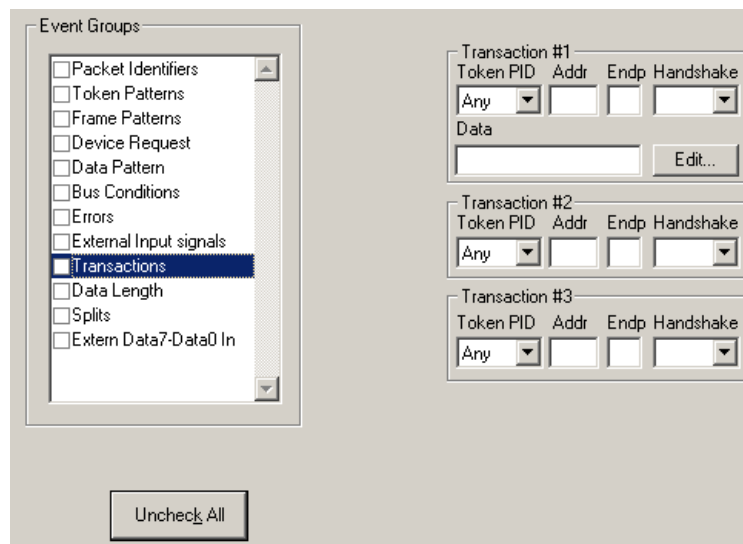 Event Groups
Packet Identifiers
Token Patterns
Frame Patterns
Device Request
Data Pattern
Bus Conditions
Errors
External Input signals
Transactions
Data Length
Splits
Extern Data7-Data0 In
Uncheck All
Transaction #1
Token PID Addr Endp Handshake
Any
Data
Edit...
Transaction #2
Token PID Addr Endp Handshake
Any
Transaction #3
Token PID Addr Endp Handshake
Any